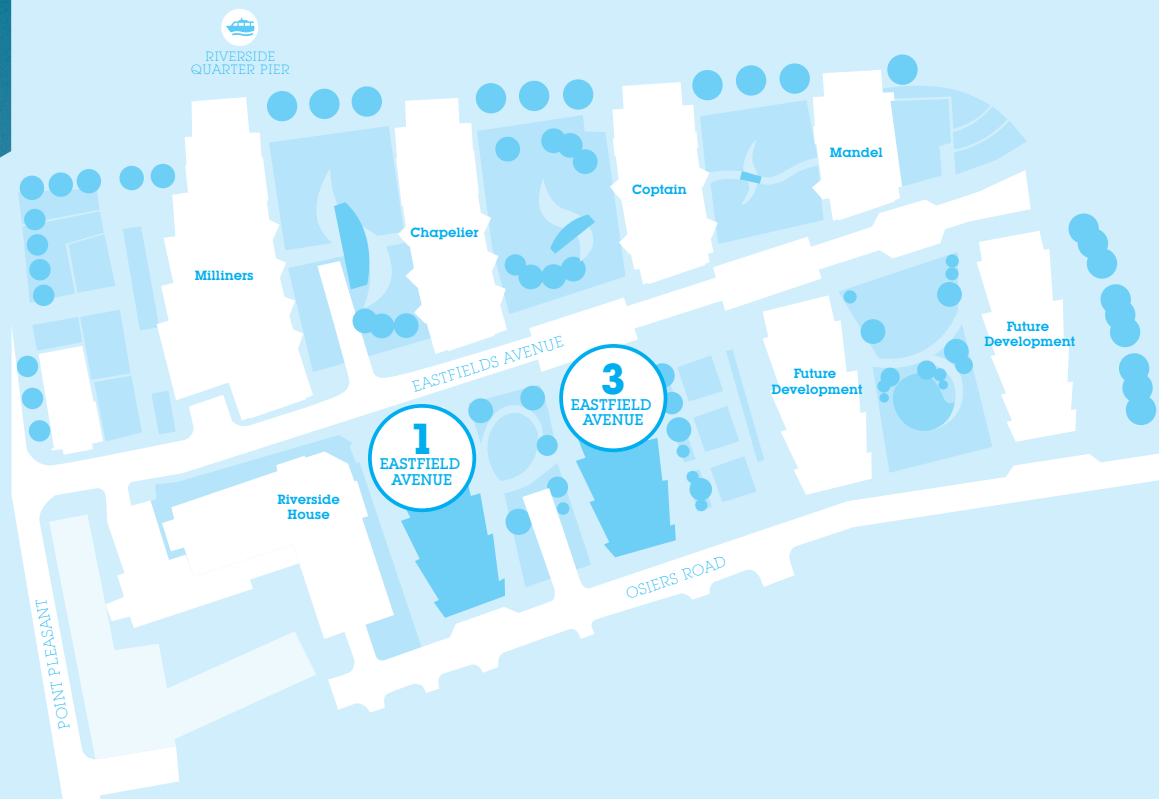 RIVERSIDE
QUARTER PIER
Mandel
Coptain
Chapelier
Milliners
Future
Development
EASTFIELDS AVENUE
3
EASTFIELD
AVENUE
Future
Development
1
EASTFIELD
AVENUE
Riverside
House
OSIERS ROAD
POINT PLEASANT